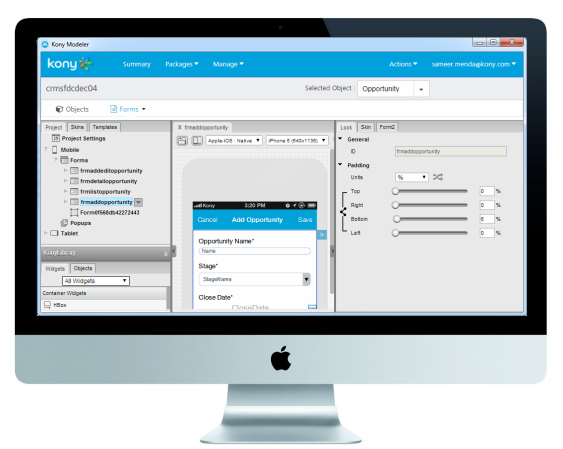 Kony Modeler
kony
Summary Packages Manage Actions sameer.menda@kony.com
crmsfdcdec04 Selected Object : Opportunity
Objects Forms
Project Skins Templates
X frmaddopportunity
Look Skin Form2
Project Settings
Mobile
Forms
frmaddeditopportunity
frmdetailopportunity
frmlistopportunity
frmaddopportunity
Form0f568db42272443
Popups
Tablet
KonyLibrary
Widgets Objects
All Widgets
Container Widgets
HBox
Apple-iOS : Native iPhone 5 (640x1136)
Kony 3:20 PM
Cancel Add Opportunity Save
Opportunity Name*
Name
Stage*
StageName
Close Date*
CloseDate
General
ID frmaddopportunity
Padding
Units %
Top 0 %
Right 0 %
Bottom 6 %
Left 0 %